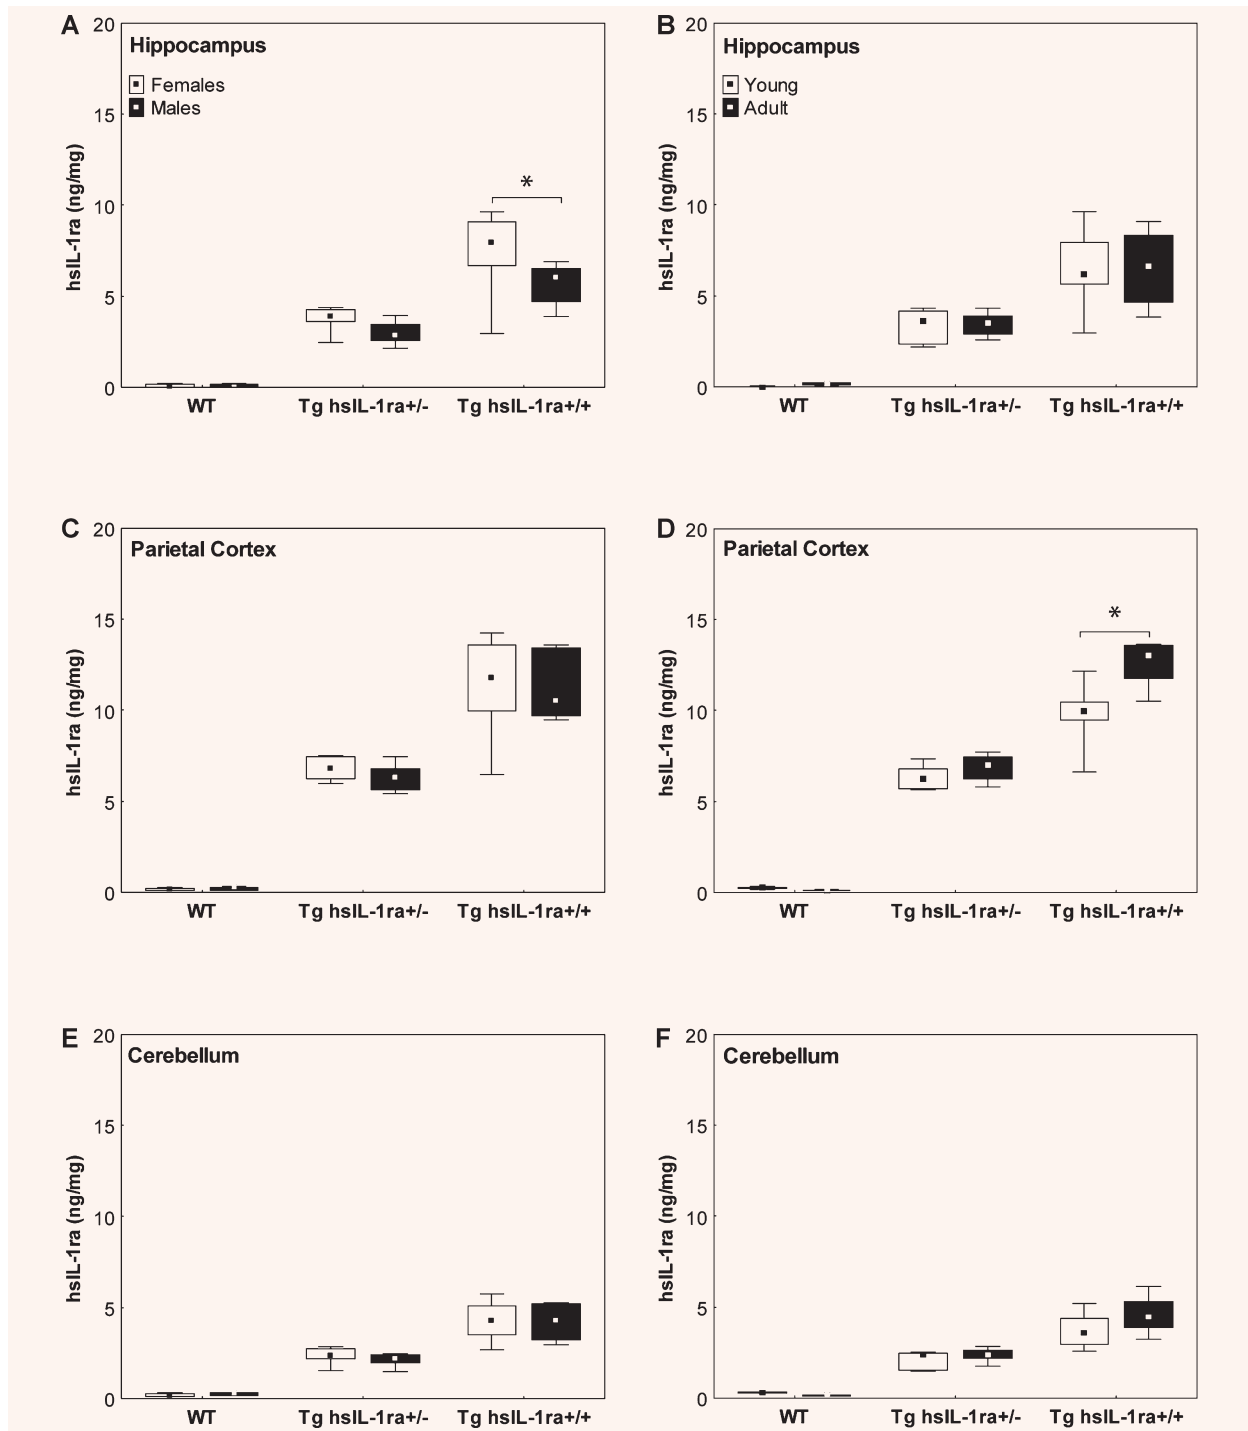 A
20
15
10
5
0
hsIL-1ra (ng/mg)
Hippocampus
Females
Males
*
WT
Tg hsIL-1ra+/-
Tg hsIL-1ra+/+
B
20
15
10
5
0
hsIL-1ra (ng/mg)
Hippocampus
Young
Adult
WT
Tg hsIL-1ra+/-
Tg hsIL-1ra+/+
C
20
15
10
5
0
hsIL-1ra (ng/mg)
Parietal Cortex
WT
Tg hsIL-1ra+/-
Tg hsIL-1ra+/+
D
20
15
10
5
0
hsIL-1ra (ng/mg)
Parietal Cortex
*
WT
Tg hsIL-1ra+/-
Tg hsIL-1ra+/+
E
20
15
10
5
0
hsIL-1ra (ng/mg)
Cerebellum
WT
Tg hsIL-1ra+/-
Tg hsIL-1ra+/+
F
20
15
10
5
0
hsIL-1ra (ng/mg)
Cerebellum
WT
Tg hsIL-1ra+/-
Tg hsIL-1ra+/+